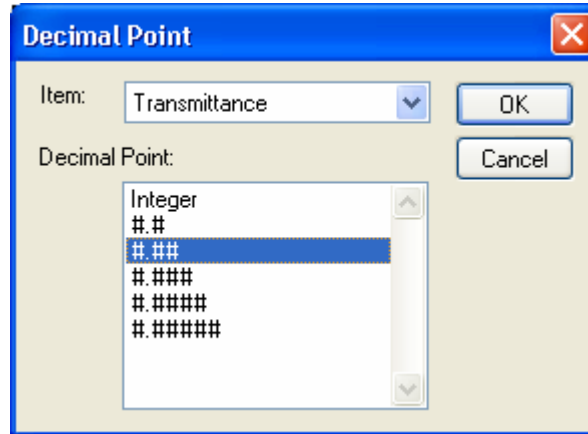 Decimal Point
Item:
Transmittance
OK
Decimal Point:
Cancel
Integer
#.#
#.##
#.###
#.####
#.#####